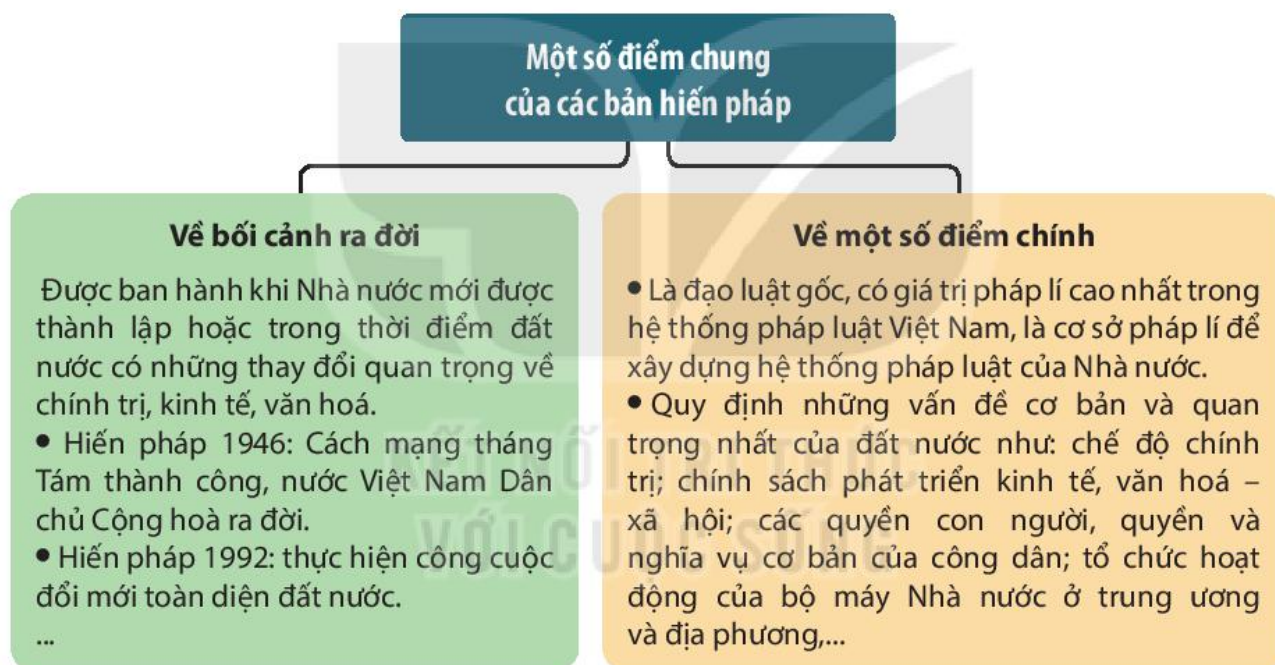 Một số điểm chung
của các bản hiến pháp
Về bối cảnh ra đời
Được ban hành khi Nhà nước mới được
thành lập hoặc trong thời điểm đất
nước có những thay đổi quan trọng về
chính trị, kinh tế, văn hoá.
• Hiến pháp 1946: Cách mạng tháng
Tám thành công, nước Việt Nam Dân
chủ Cộng hoà ra đời.
• Hiến pháp 1992: thực hiện công cuộc
đổi mới toàn diện đất nước.
...
Về một số điểm chính
• Là đạo luật gốc, có giá trị pháp lí cao nhất trong
hệ thống pháp luật Việt Nam, là cơ sở pháp lí để
xây dựng hệ thống pháp luật của Nhà nước.
• Quy định những vấn đề cơ bản và quan
trọng nhất của đất nước như: chế độ chính
trị; chính sách phát triển kinh tế, văn hoá –
xã hội; các quyền con người, quyền và
nghĩa vụ cơ bản của công dân; tổ chức hoạt
động của bộ máy Nhà nước ở trung ương
và địa phương,...
KẾT NỐI TRI THỨC
VỚI CUỘC SỐNG